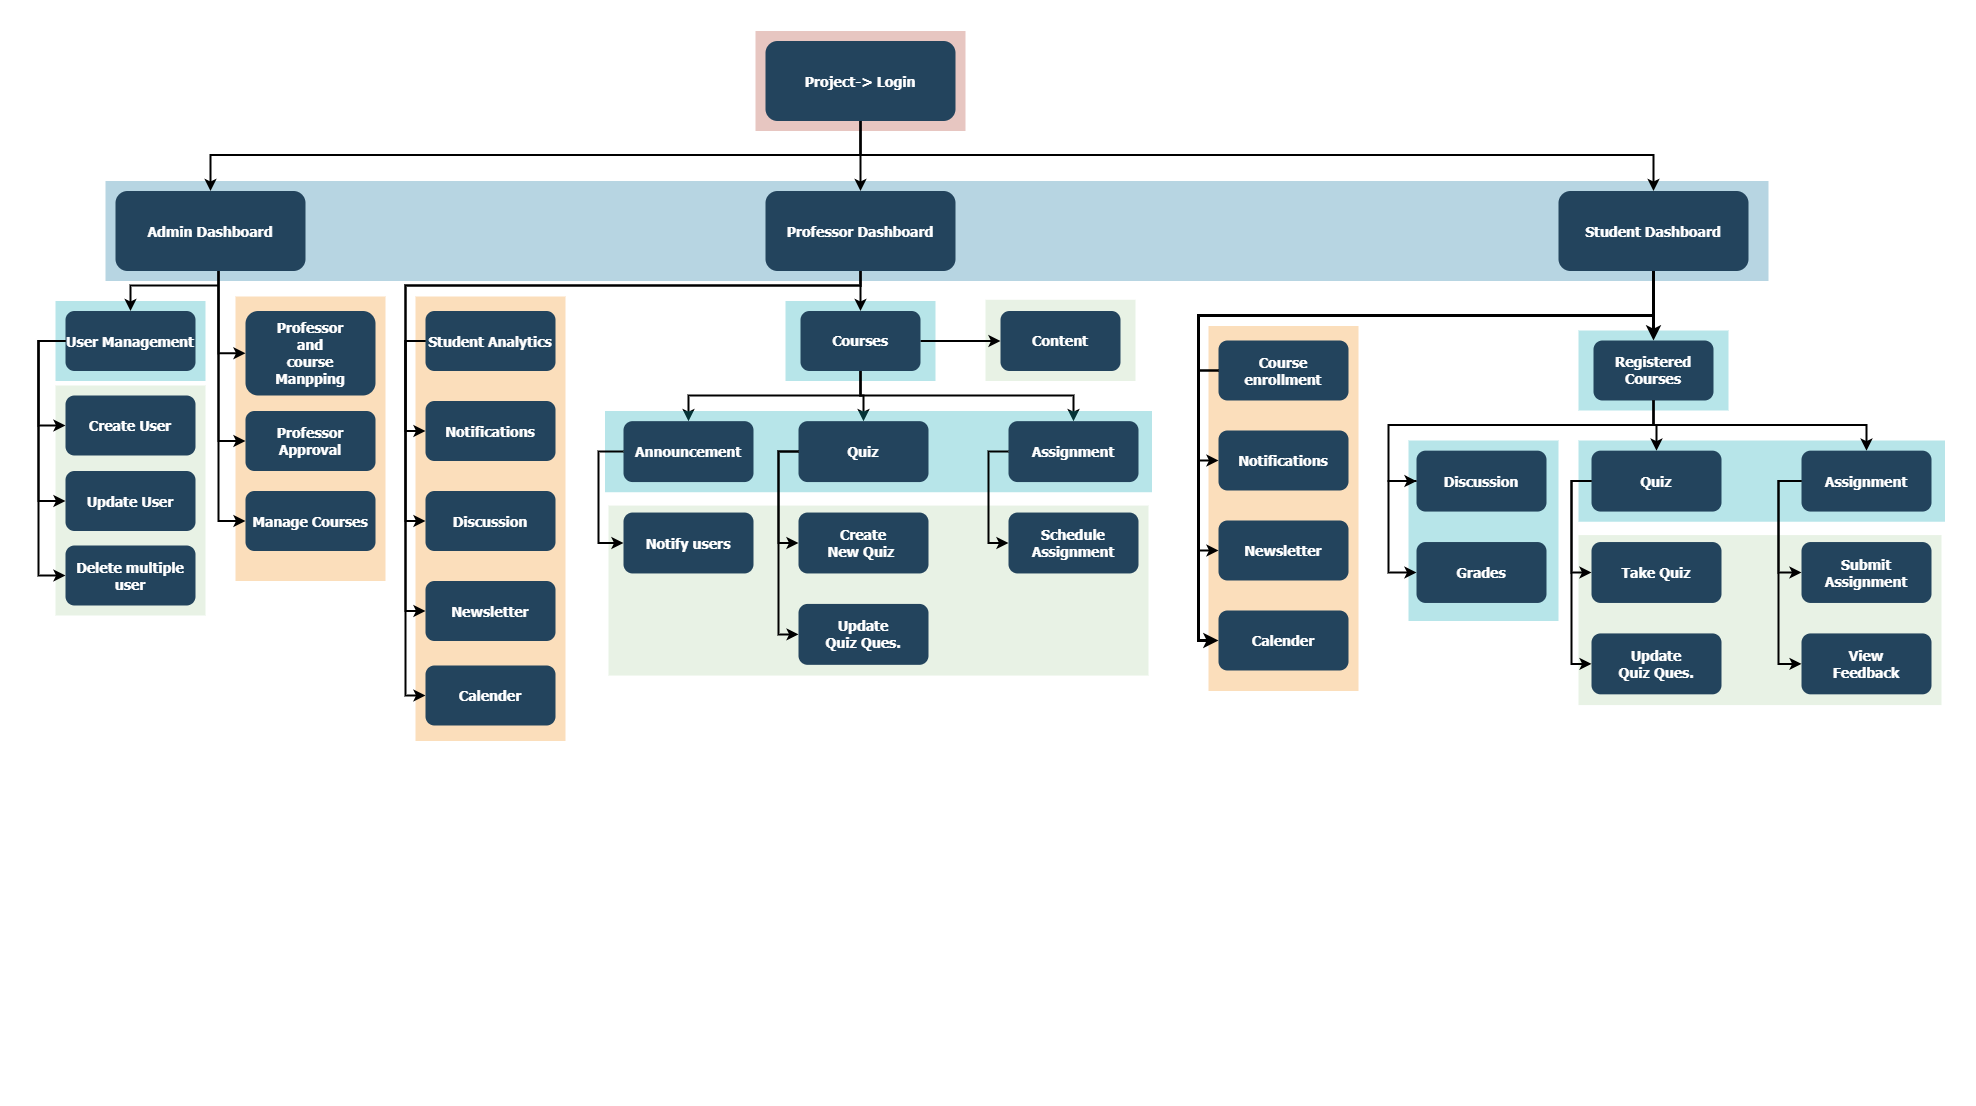 Project-> Login
Admin Dashboard
Professor Dashboard
Student Dashboard
User Management
Create User
Update User
Delete multiple
user
Professor
and
course
Manpping
Professor
Approval
Manage Courses
Student Analytics
Notifications
Discussion
Newsletter
Calender
Courses
Content
Announcement
Quiz
Assignment
Notify users
Create
New Quiz
Schedule
Assignment
Update
Quiz Ques.
Course
enrollment
Notifications
Newsletter
Calender
Registered
Courses
Discussion
Grades
Quiz
Assignment
Take Quiz
Submit
Assignment
Update
Quiz Ques.
View
Feedback